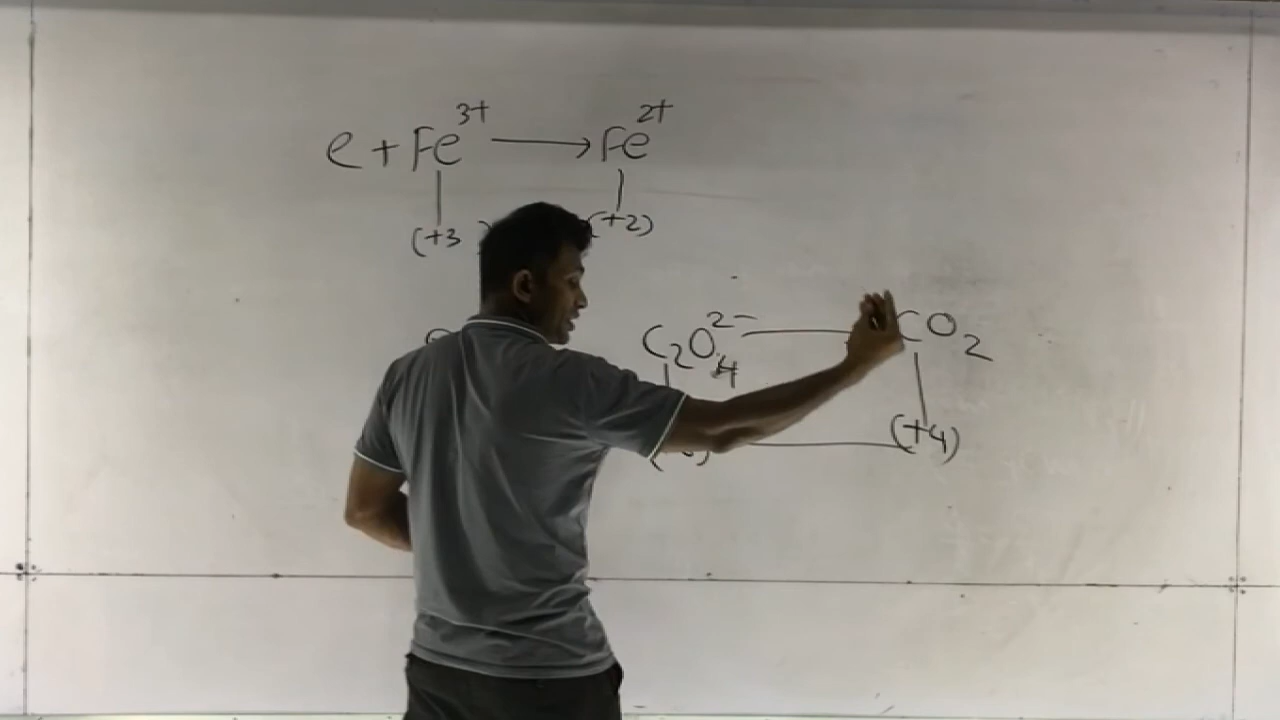 e + Fe³⁺ ⟶ Fe²⁺
(+3) (+2)
C₂O₄²⁻ CO₂
(+4)